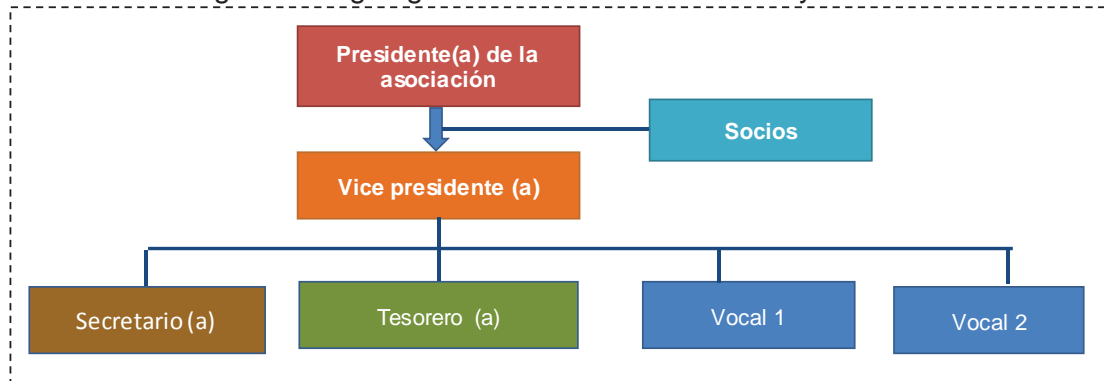 Presidente(a) de la
asociación
Socios
Vice presidente (a)
Secretario (a)
Tesorero (a)
Vocal 1
Vocal 2